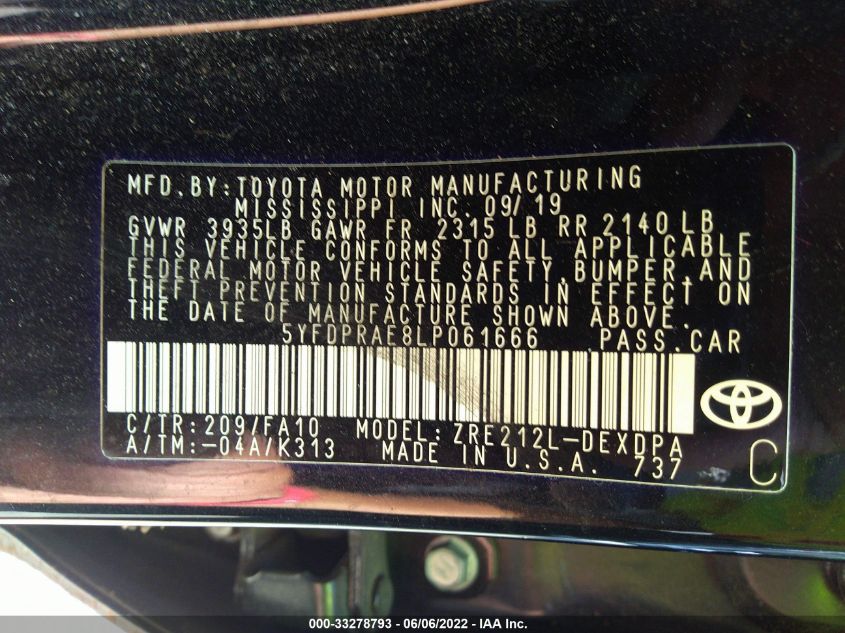 MFD.BY:TOYOTA MOTOR MANUFACTURING
MISSISSIPPI INC. 09/19
GVWR 3935LB GAWR FR 2315 LB RR 2140 LB
THIS VEHICLE CONFORMS TO ALL APPLICABLE
FEDERAL MOTOR VEHICLE SAFETY,BUMPER,AND
THEFT PREVENTION STANDARDS IN EFFECT ON
THE DATE OF MANUFACTURE SHOWN ABOVE.
5YFDPRAE8LP061666 PASS.CAR
C/TR:209/FA10 MODEL:ZRE212L-DEXDPA
A/TM:-04A/K313 MADE IN U.S.A. 737
C
000-33278793 - 06/06/2022 - IAA Inc.